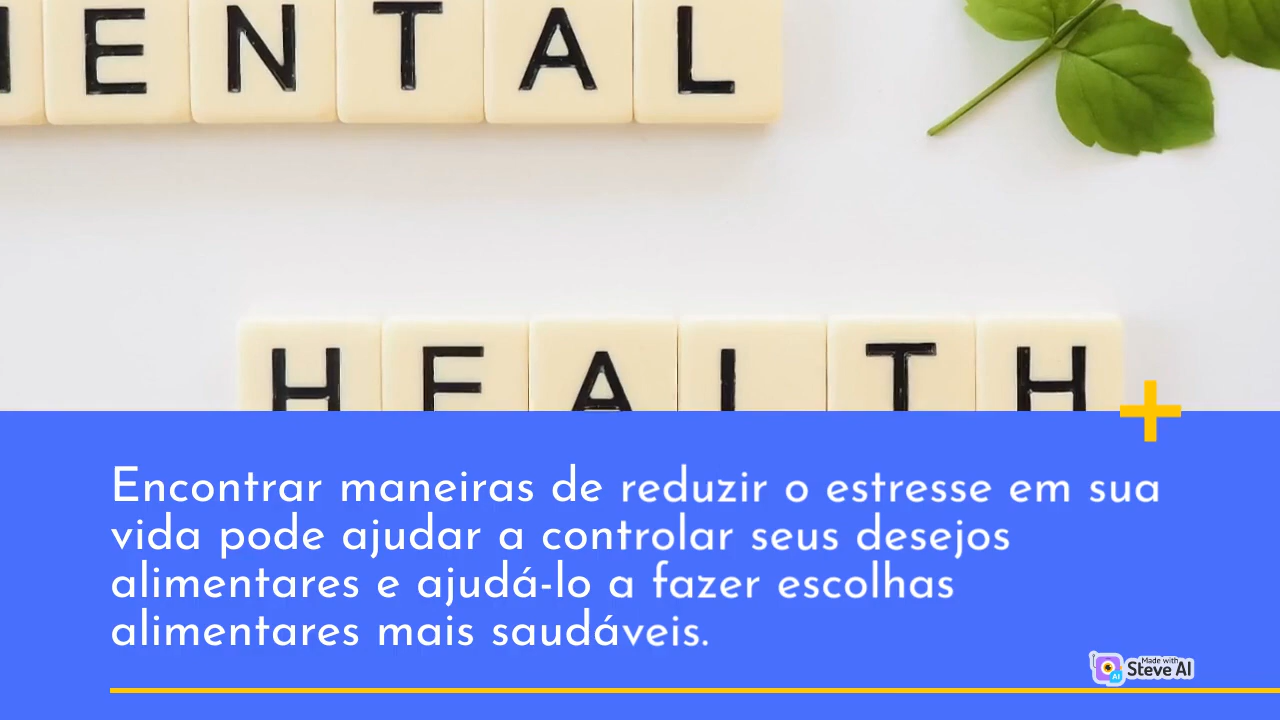 ENTAL
HEALTH
Encontrar maneiras de reduzir o estresse em sua
vida pode ajudar a controlar seus desejos
alimentares e ajudá-lo a fazer escolhas
alimentares mais saudáveis.
Made with
Steve AI